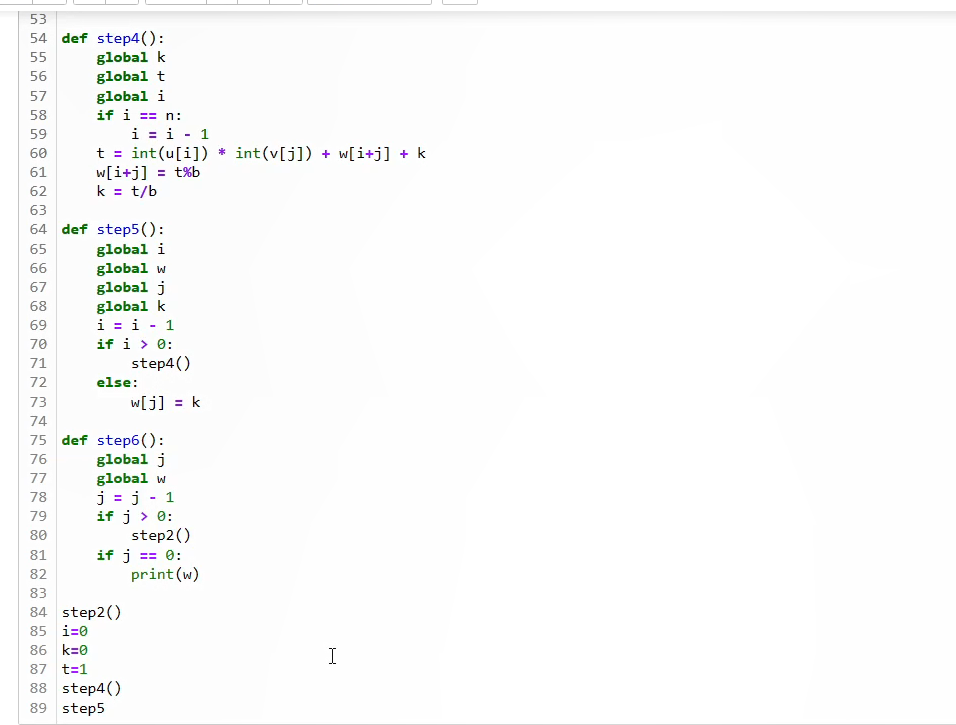 53
54 def step4():
55     global k
56     global t
57     global i
58     if i == n:
59         i = i - 1
60     t = int(u[i]) * int(v[j]) + w[i+j] + k
61     w[i+j] = t%b
62     k = t/b
63
64 def step5():
65     global i
66     global w
67     global j
68     global k
69     i = i - 1
70     if i > 0:
71         step4()
72     else:
73         w[j] = k
74
75 def step6():
76     global j
77     global w
78     j = j - 1
79     if j > 0:
80         step2()
81     if j == 0:
82         print(w)
83
84 step2()
85 i=0
86 k=0
87 t=1
88 step4()
89 step5